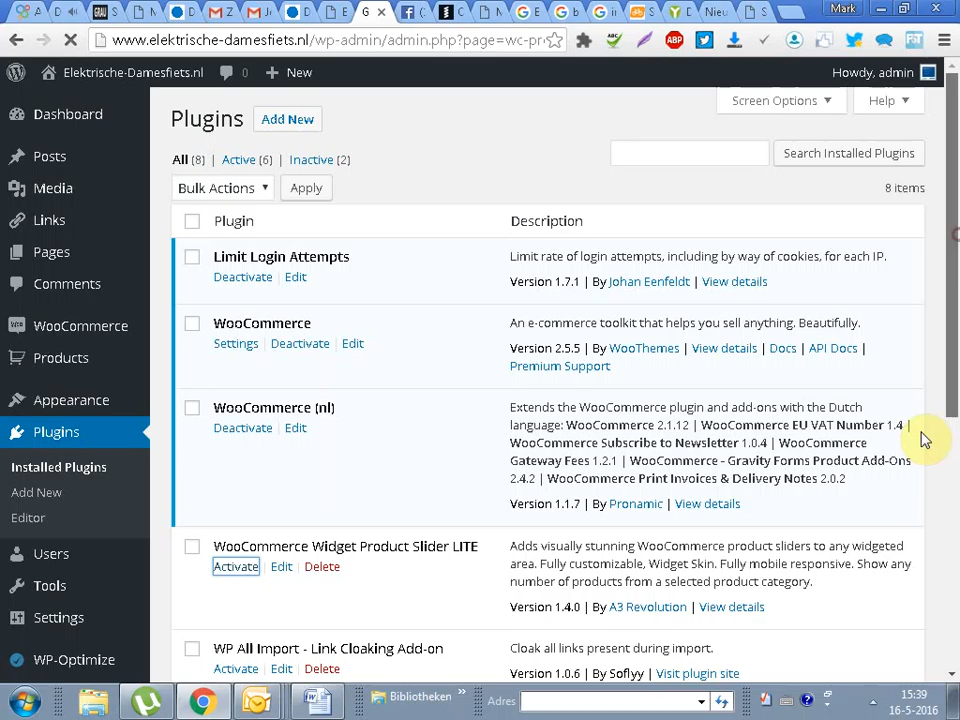 Mark
www.elektrische-damesfiets.nl/wp-admin/admin.php?page=wc-pr
Elektrische-Damesfiets.nl 0 + New Howdy, admin
Screen Options Help
Plugins Add New
All (8) | Active (6) | Inactive (2)
Search Installed Plugins
Bulk Actions Apply 8 items
Plugin Description
Limit Login Attempts
Deactivate Edit
Limit rate of login attempts, including by way of cookies, for each IP.
Version 1.7.1 | By Johan Eenfeldt | View details
WooCommerce
Settings Deactivate Edit
An e-commerce toolkit that helps you sell anything. Beautifully.
Version 2.5.5 | By WooThemes | View details | Docs | API Docs |
Premium Support
WooCommerce (nl)
Deactivate Edit
Extends the WooCommerce plugin and add-ons with the Dutch
language: WooCommerce 2.1.12 | WooCommerce EU VAT Number 1.4 |
WooCommerce Subscribe to Newsletter 1.0.4 | WooCommerce
Gateway Fees 1.2.1 | WooCommerce - Gravity Forms Product Add-Ons
2.4.2 | WooCommerce Print Invoices & Delivery Notes 2.0.2
Version 1.1.7 | By Pronamic | View details
WooCommerce Widget Product Slider LITE
Activate Edit Delete
Adds visually stunning WooCommerce product sliders to any widgeted
area. Fully customizable, Widget Skin. Fully mobile responsive. Show any
number of products from a selected product category.
Version 1.4.0 | By A3 Revolution | View details
WP All Import - Link Cloaking Add-on
Activate Edit Delete
Cloak all links present during import.
Version 1.0.6 | By Soflyy | Visit plugin site
Dashboard
Posts
Media
Links
Pages
Comments
WooCommerce
Products
Appearance
Plugins
Installed Plugins
Add New
Editor
Users
Tools
Settings
WP-Optimize
Bibliotheken
Adres
15:39
16-5-2016